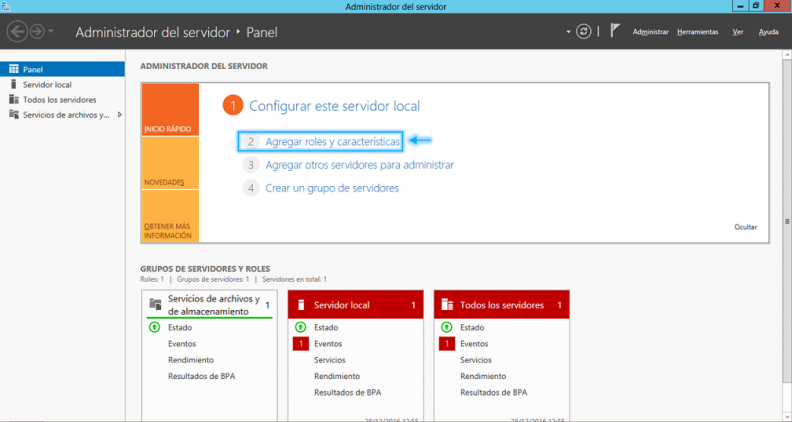 Administrador del servidor
Administrador del servidor • Panel
Administrar Herramientas Ver Ayuda
Panel
Servidor local
Todos los servidores
Servicios de archivos y...
ADMINISTRADOR DEL SERVIDOR
INICIO RÁPIDO
NOVEDADES
OBTENER MÁS
INFORMACIÓN
1 Configurar este servidor local
2 Agregar roles y características
3 Agregar otros servidores para administrar
4 Crear un grupo de servidores
Ocultar
GRUPOS DE SERVIDORES Y ROLES
Roles: 1 | Grupos de servidores: 1 | Servidores en total: 1
Servicios de archivos y
de almacenamiento
1
Estado
Eventos
Rendimiento
Resultados de BPA
Servidor local 1
Estado
1 Eventos
Servicios
Rendimiento
Resultados de BPA
28/12/2016 12:55
Todos los servidores 1
Estado
1 Eventos
Servicios
Rendimiento
Resultados de BPA
28/12/2016 12:55